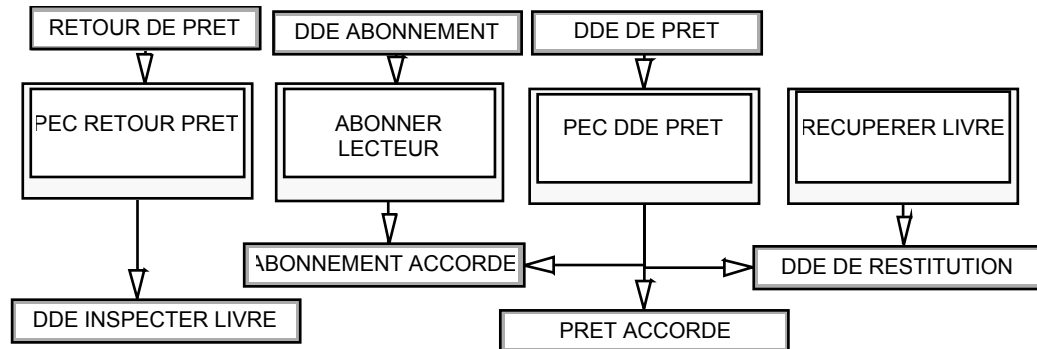 RETOUR DE PRET
DDE ABONNEMENT
DDE DE PRET
PEC RETOUR PRET
ABONNER
LECTEUR
PEC DDE PRET
RECUPERER LIVRE
ABONNEMENT ACCORDE
DDE DE RESTITUTION
DDE INSPECTER LIVRE
PRET ACCORDE